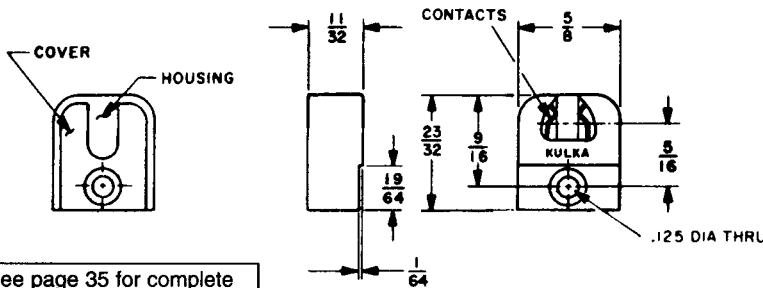 COVER
HOUSING
11/32
CONTACTS
5/8
23/32
9/16
19/64
1/64
KULKA
5/16
.125 DIA THRU
ee page 35 for complete